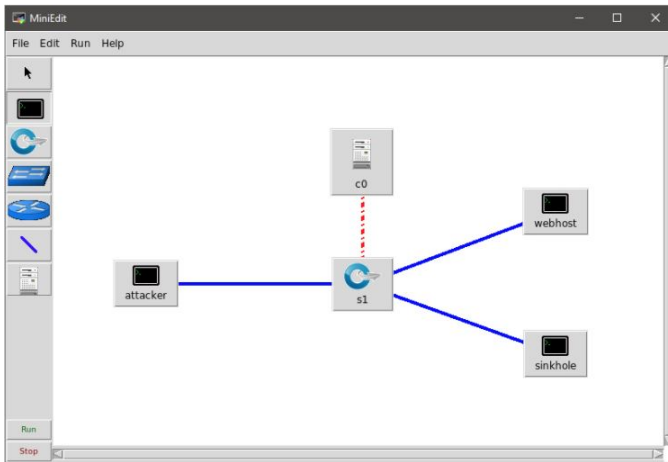 MiniEdit
File Edit Run Help
c0
webhost
attacker
s1
sinkhole
Run
Stop